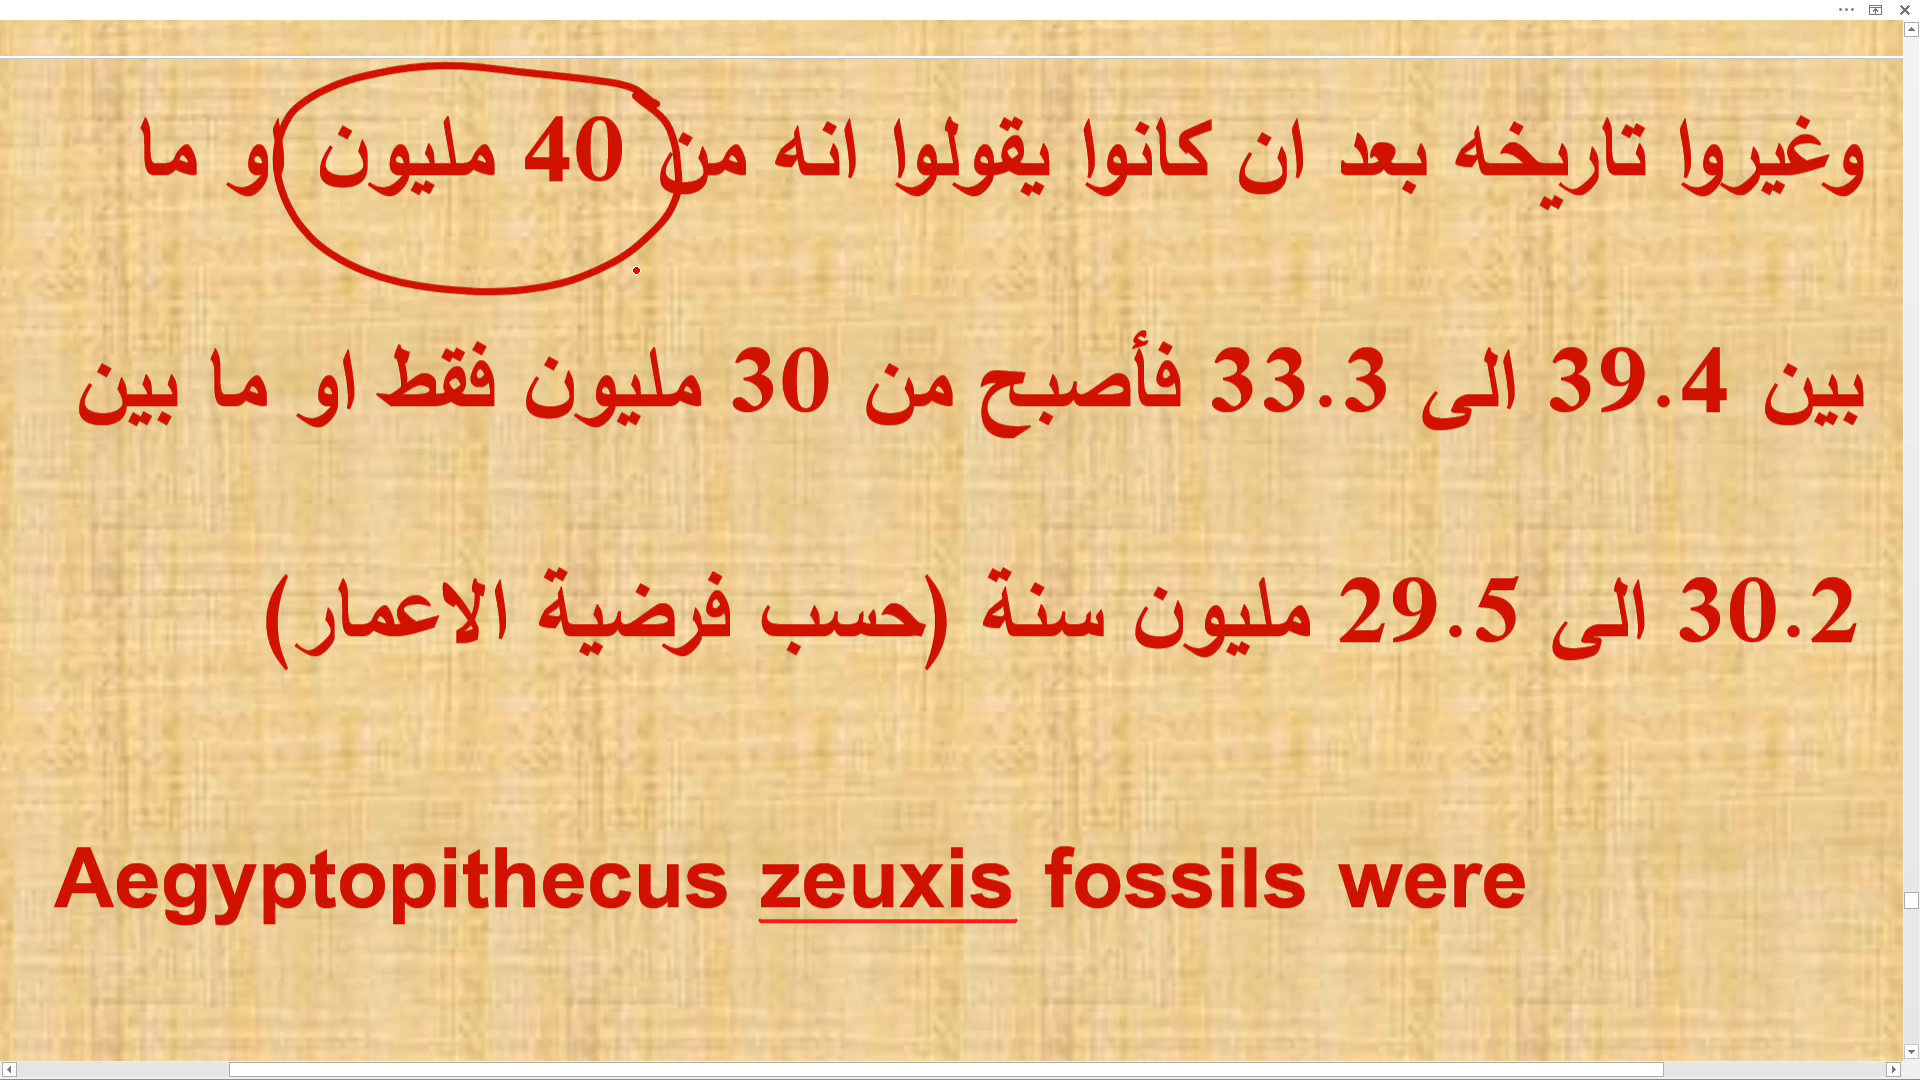 وغيروا تاريخه بعد ان كانوا يقولوا انه من 40 مليون او ما
بين 39.4 الى 33.3 فأصبح من 30 مليون فقط او ما بين
30.2 الى 29.5 مليون سنة (حسب فرضية الاعمار)
Aegyptopithecus zeuxis fossils were